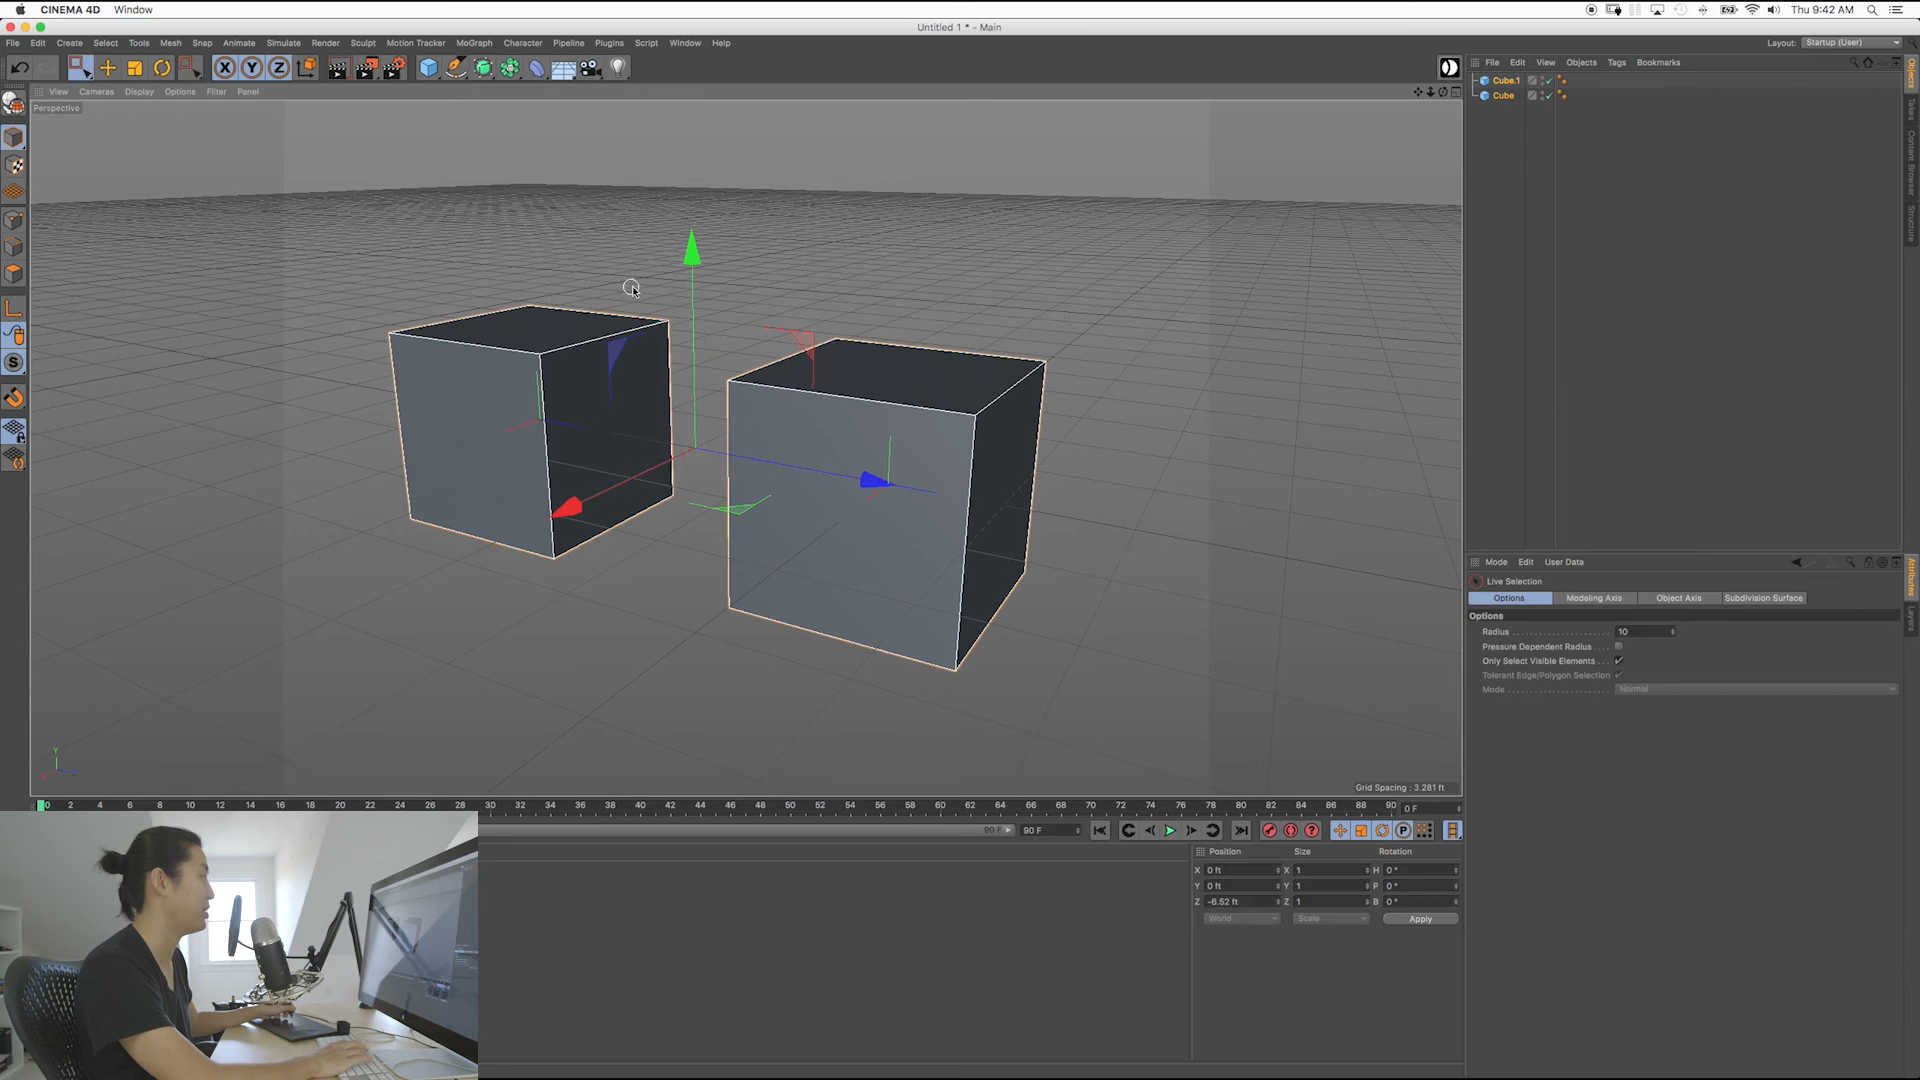 CINEMA 4D Window
Thu 9:42 AM
Untitled 1 * - Main
File Edit Create Select Tools Mesh Snap Animate Simulate Render Sculpt Motion Tracker MoGraph Character Pipeline Plugins Script Window Help
Layout: Startup (User)
X Y Z
File Edit View Objects Tags Bookmarks
View Cameras Display Options Filter Panel
Perspective
Cube.1
Cube
Objects
Takes
Content Browser
Structure
S
Mode Edit User Data
Live Selection
Options Modeling Axis Object Axis Subdivision Surface
Options
Radius 10
Pressure Dependent Radius
Only Select Visible Elements
Tolerant Edge/Polygon Selection
Mode Normal
Attributes
Layers
Y
Grid Spacing : 3.281 ft
0 2 4 6 8 10 12 14 16 18 20 22 24 26 28 30 32 34 36 38 40 42 44 46 48 50 52 54 56 58 60 62 64 66 68 70 72 74 76 78 80 82 84 86 88 90
0 F
90 F 90 F
P
Position Size Rotation
X 0 ft X 1 H 0 °
Y 0 ft Y 1 P 0 °
Z -6.52 ft Z 1 B 0 °
World Scale Apply